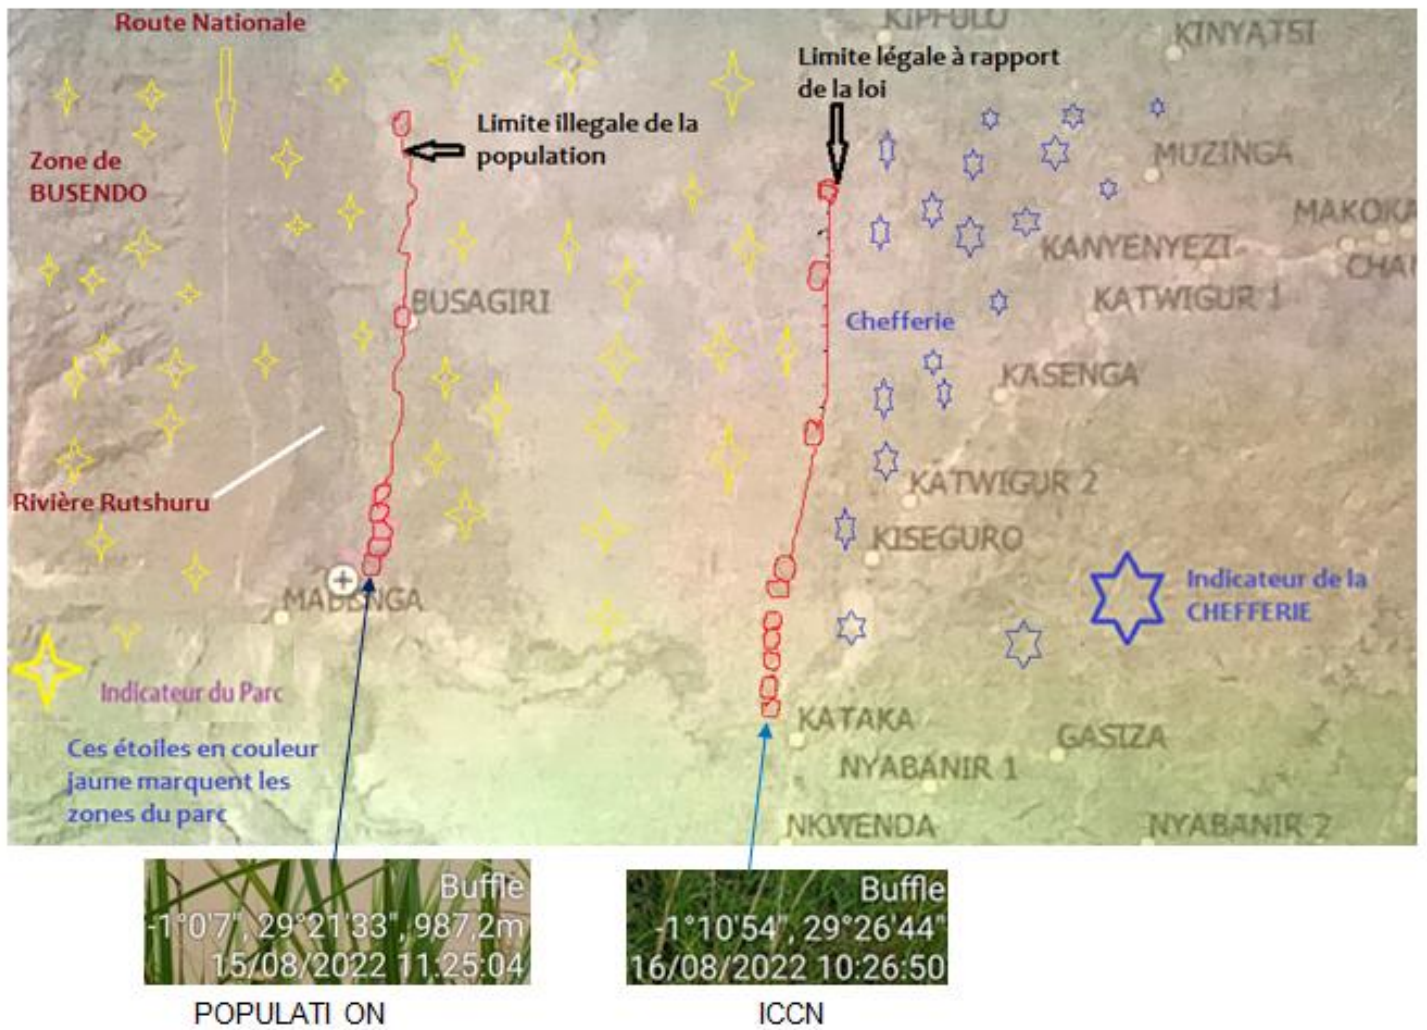 Route Nationale
KIPFULO
KINYATSI
Limite légale à rapport
de la loi
Limite illegale de la
population
Zone de
BUSENDO
MUZINGA
MAKOKA
KANYENYEZI
CHAI
BUSAGIRI
KATWIGUR 1
Chefferie
KASENGA
KATWIGUR 2
Rivière Rutshuru
KISEGURO
Indicateur de la
CHEFFERIE
MABENGA
Indicateur du Parc
KATAKA
GASIZA
Ces étoiles en couleur
jaune marquent les
zones du parc
NYABANIR 1
NKWENDA
NYABANIR 2
Buffle
-1°0'7", 29°21'33", 987,2m
15/08/2022 11:25:04
Buffle
-1°10'54", 29°26'44"
16/08/2022 10:26:50
POPULATI ON
ICCN